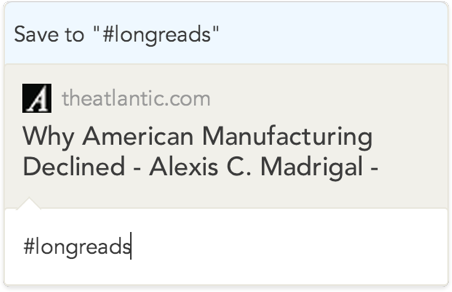 Save to "#longreads"
A theatlantic.com
Why American Manufacturing
Declined - Alexis C. Madrigal -
#longreads